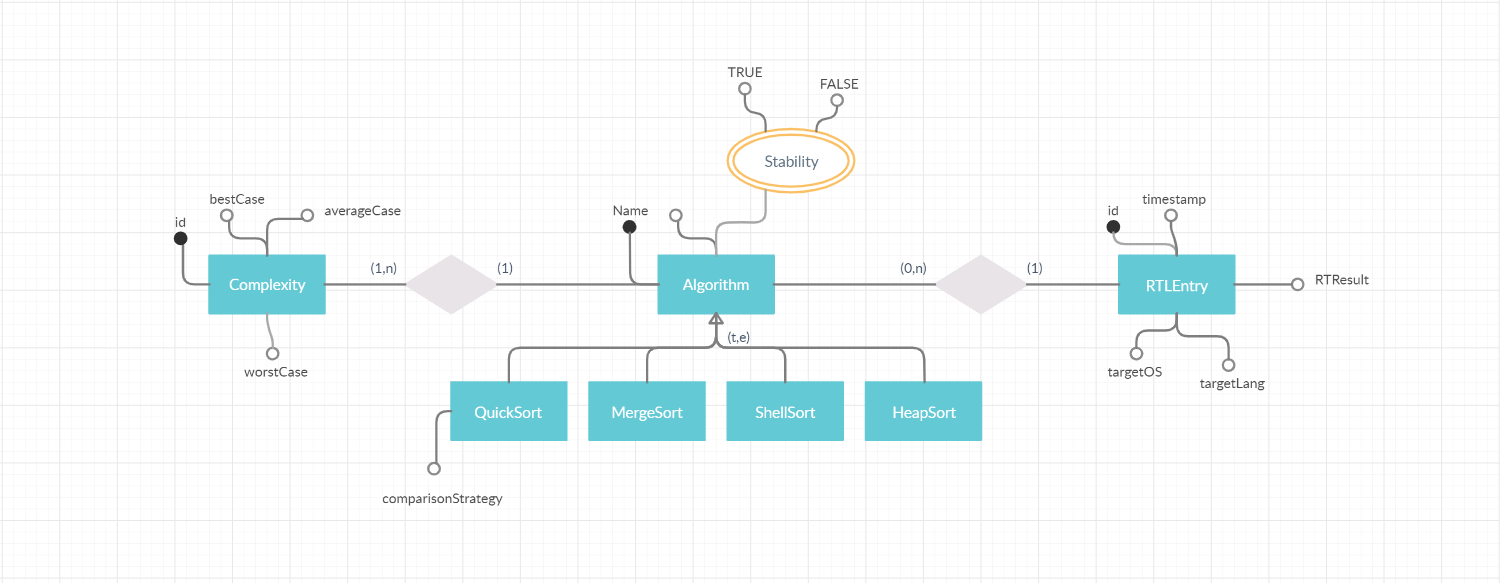 TRUE
FALSE
Stability
bestCase
averageCase
id
Name
id
timestamp
(1,n)
(1)
(0,n)
(1)
Complexity
Algorithm
RTLEntry
RTResult
(t,e)
worstCase
targetOS
targetLang
QuickSort
MergeSort
ShellSort
HeapSort
comparisonStrategy